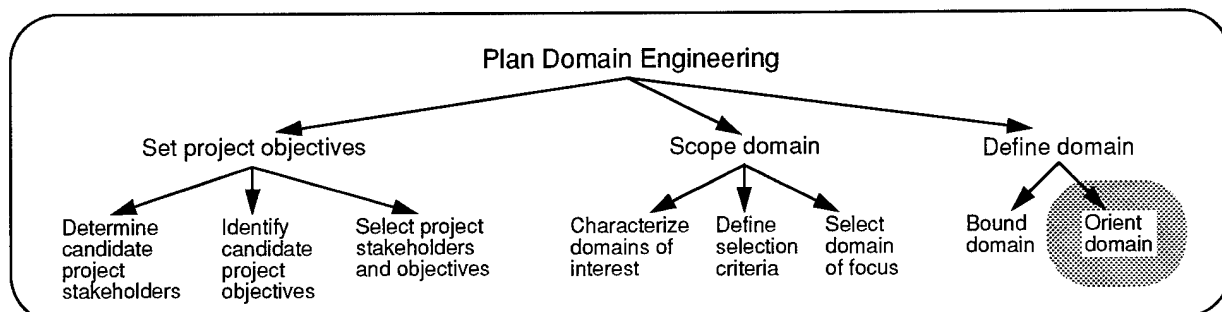 Plan Domain Engineering
Set project objectives
Scope domain
Define domain
Determine
candidate
project
stakeholders
Identify
candidate
project
objectives
Select project
stakeholders
and objectives
Characterize
domains of
interest
Define
selection
criteria
Select
domain
of focus
Bound
domain
Orient
domain